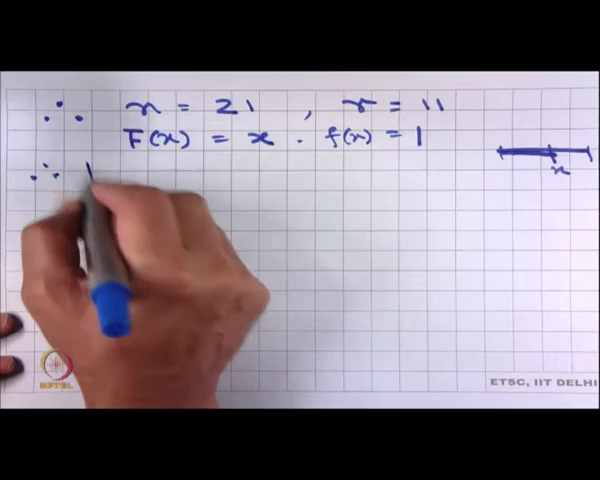 ∴ n = 21 , r = 11
F(x) = x . f(x) = 1
x
∴
NPTEL
ETSC, IIT DELHI